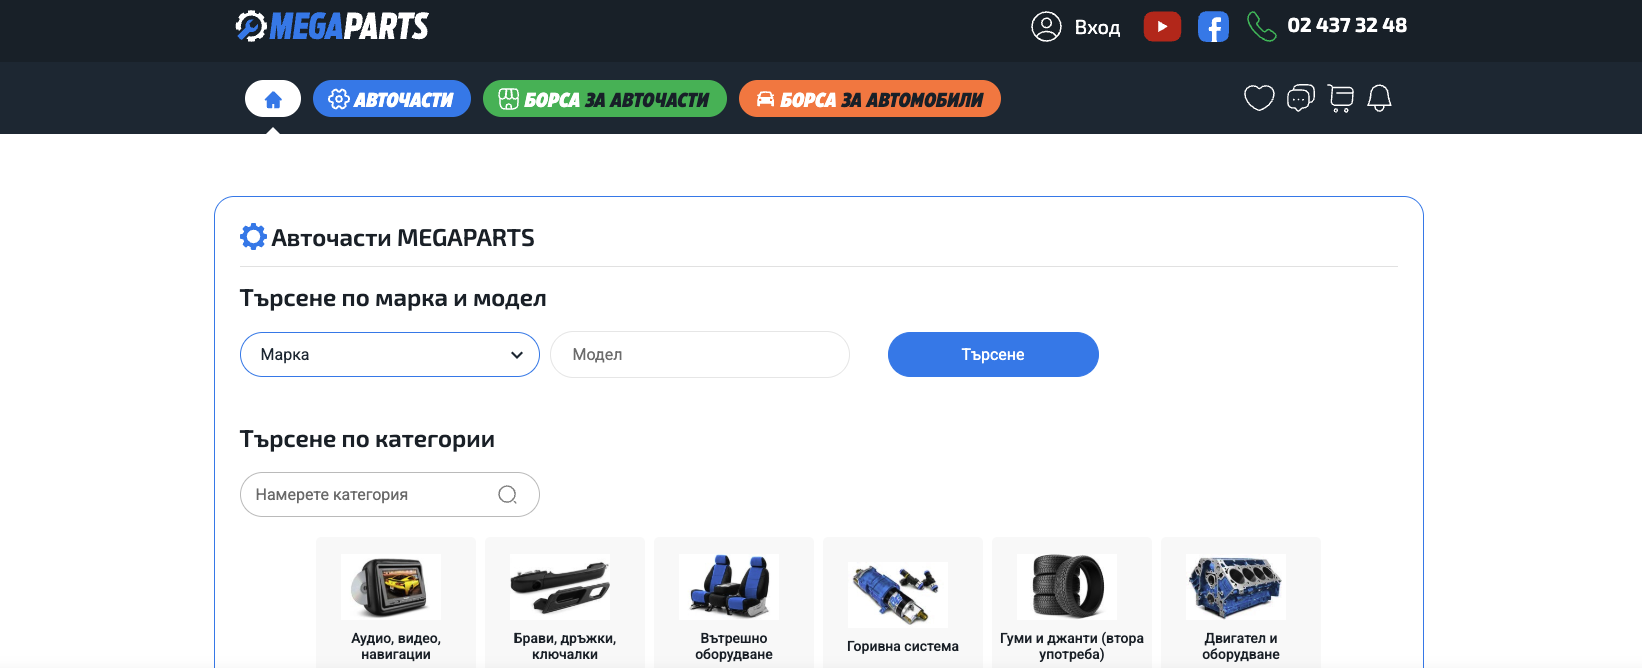 MEGAPARTS
Вход
02 437 32 48
АВТОЧАСТИ
БОРСА ЗА АВТОЧАСТИ
БОРСА ЗА АВТОМОБИЛИ
Авточасти MEGAPARTS
Търсене по марка и модел
Марка
Модел
Търсене
Търсене по категории
Намерете категория
Аудио, видео,
навигации
Брави, дръжки,
ключалки
Вътрешно
оборудване
Горивна система
Гуми и джанти (втора
употреба)
Двигател и
оборудване